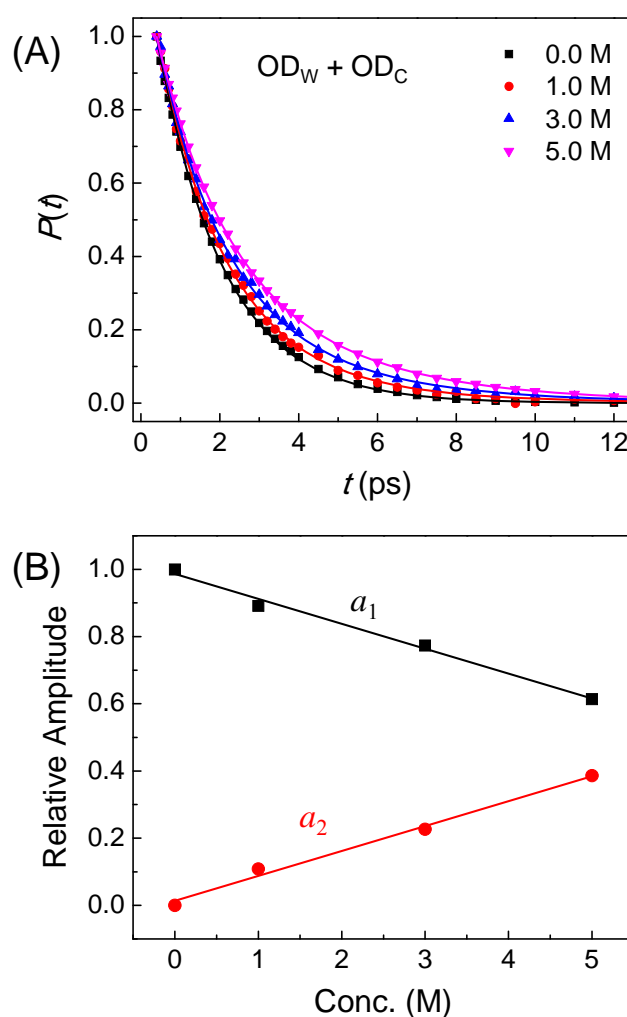 (A)
OD_W + OD_C
0.0 M
1.0 M
3.0 M
5.0 M
1.0
0.8
0.6
0.4
0.2
0.0
P(t)
0 2 4 6 8 10 12
t (ps)
(B)
1.0
0.8
0.6
0.4
0.2
0.0
Relative Amplitude
a₁
a₂
0 1 2 3 4 5
Conc. (M)